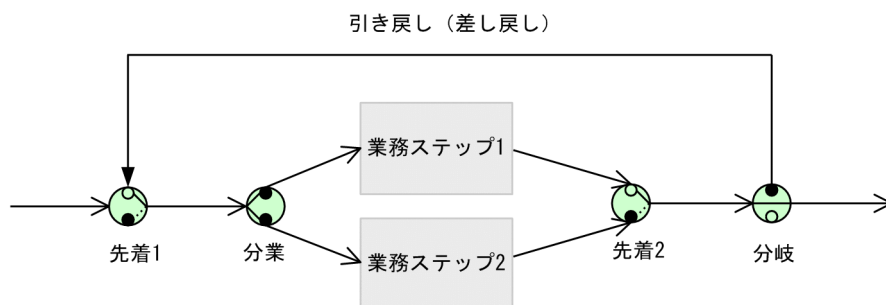 引き戻し（差し戻し）
業務ステップ1
先着1
分業
業務ステップ2
先着2
分岐